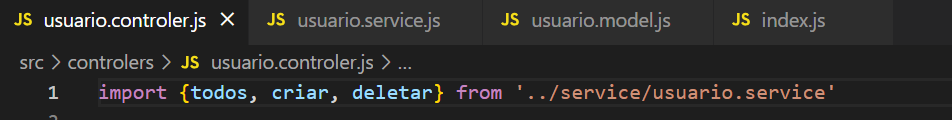 JS usuario.controler.js × JS usuario.service.js JS usuario.model.js JS index.js
src > controlers > JS usuario.controler.js > ...
1 import {todos, criar, deletar} from '../service/usuario.service'